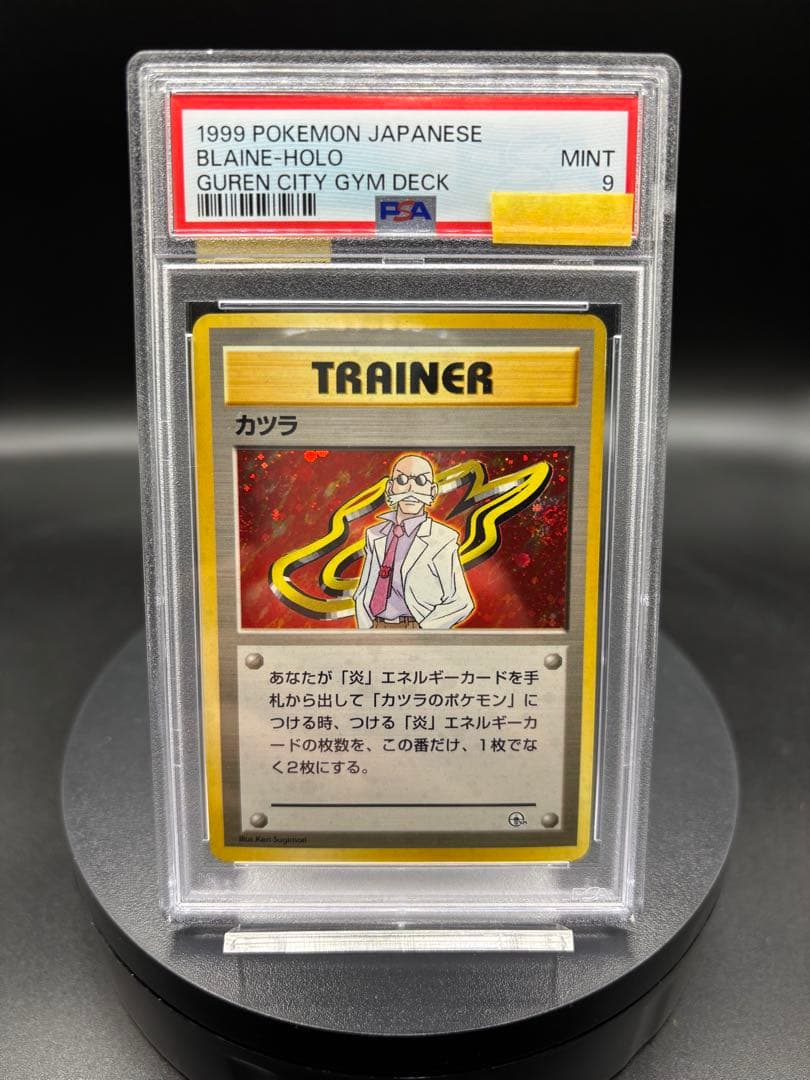 1999 POKEMON JAPANESE
BLAINE-HOLO MINT
GUREN CITY GYM DECK 9
PSA
TRAINER
カツラ
あなたが「炎」エネルギーカードを手
札から出して「カツラのポケモン」に
つける時、つける「炎」エネルギーカ
ードの枚数を、この番だけ、1枚でな
く2枚にする。
Illus. Ken Sugimori